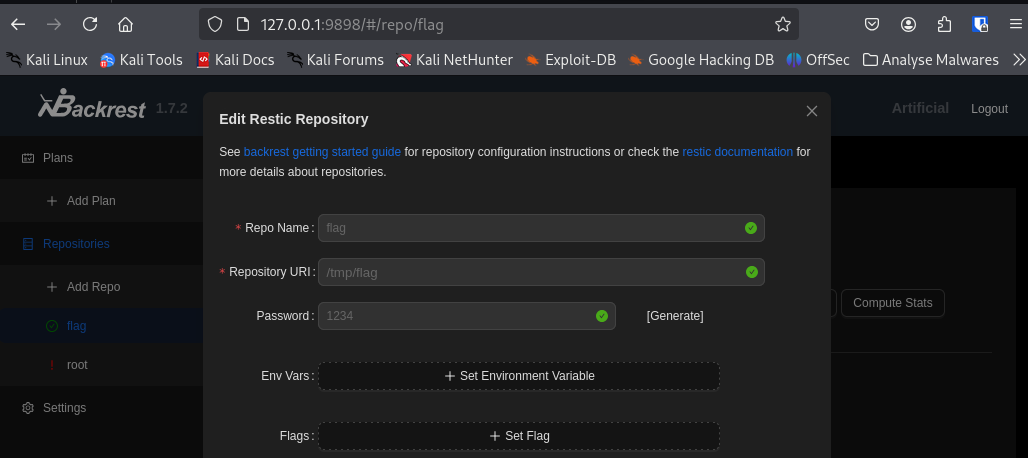 127.0.0.1:9898/#/repo/flag
Kali Linux Kali Tools Kali Docs Kali Forums Kali NetHunter Exploit-DB Google Hacking DB OffSec Analyse Malwares
Backrest 1.7.2 Artificial Logout
Plans
Add Plan
Repositories
Add Repo
flag
root
Settings
Edit Restic Repository
See backrest getting started guide for repository configuration instructions or check the restic documentation for
more details about repositories.
* Repo Name: flag
* Repository URI: /tmp/flag
Password: 1234 [Generate]
Env Vars: + Set Environment Variable
Flags: + Set Flag
Compute Stats